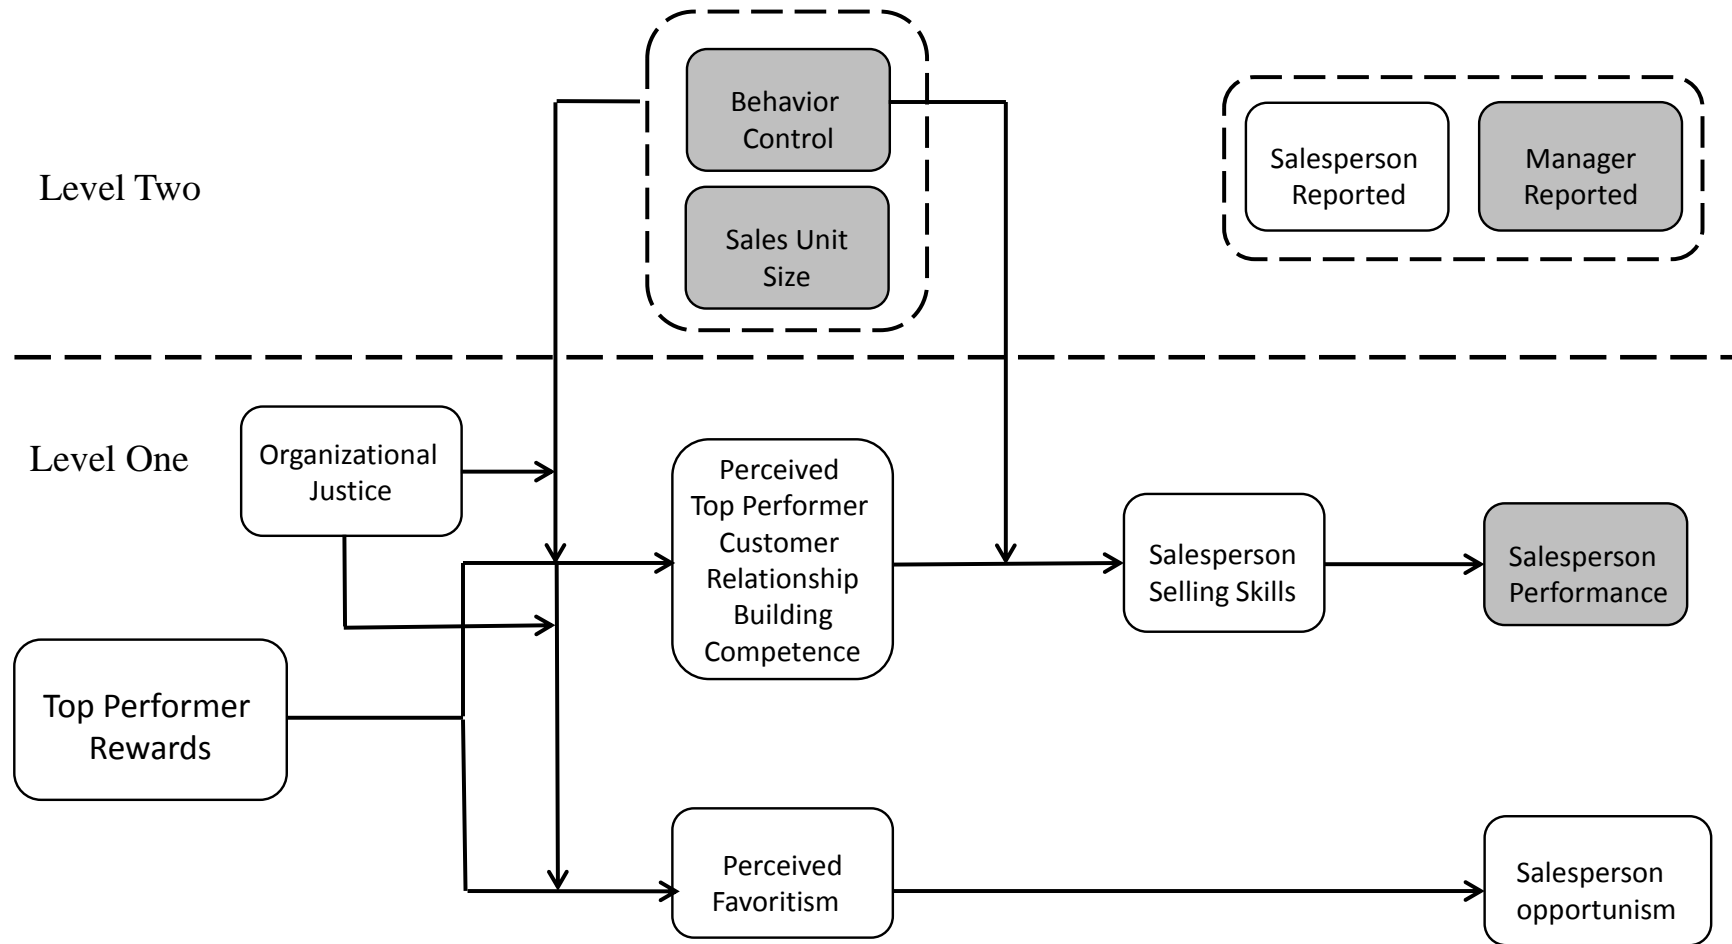 Behavior
Control
Salesperson
Reported
Manager
Reported
Level Two
Sales Unit
Size
Level One
Organizational
Justice
Perceived
Top Performer
Customer
Relationship
Building
Competence
Salesperson
Selling Skills
Salesperson
Performance
Top Performer
Rewards
Perceived
Favoritism
Salesperson
opportunism